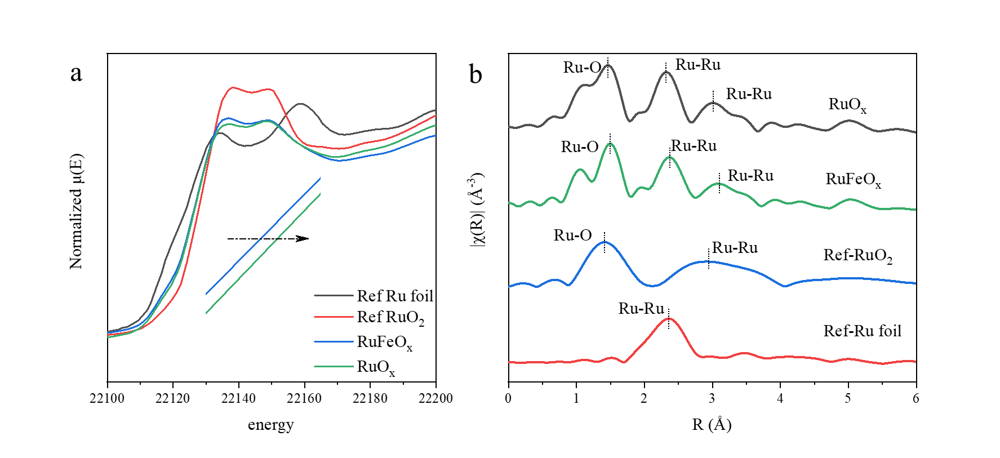 a
Normalized μ(E)
Ref Ru foil
Ref RuO₂
RuFeOₓ
RuOₓ
22100 22120 22140 22160 22180 22200
energy
b
|χ(R)| (Å⁻³)
Ru-O Ru-Ru Ru-Ru RuOₓ
Ru-O Ru-Ru Ru-Ru RuFeOₓ
Ru-O Ru-Ru Ref-RuO₂
Ru-Ru Ref-Ru foil
0 1 2 3 4 5 6
R (Å)